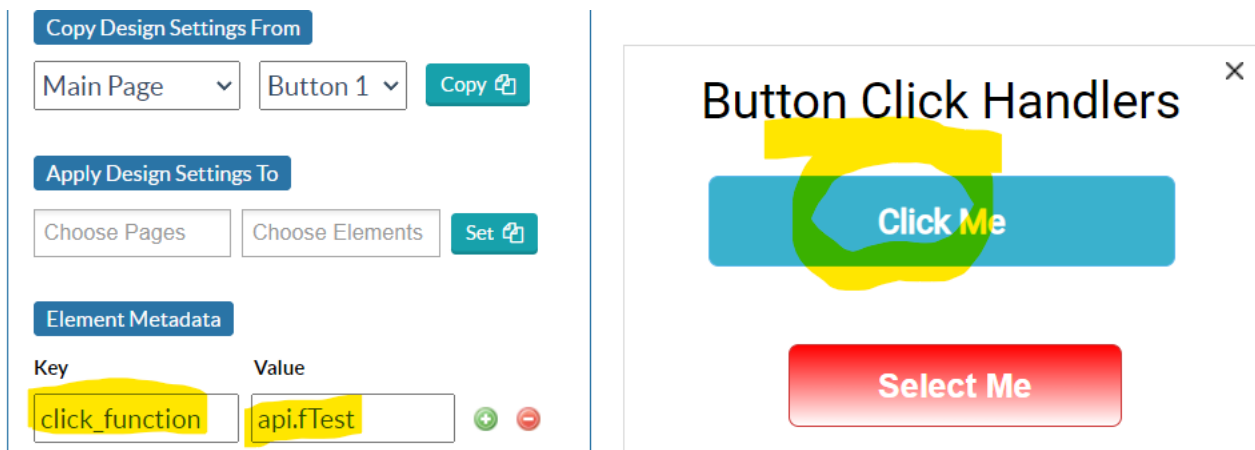 Copy Design Settings From
Main Page Button 1 Copy
Apply Design Settings To
Choose Pages Choose Elements Set
Element Metadata
Key Value
click_function api.fTest
Button Click Handlers
Click Me
Select Me